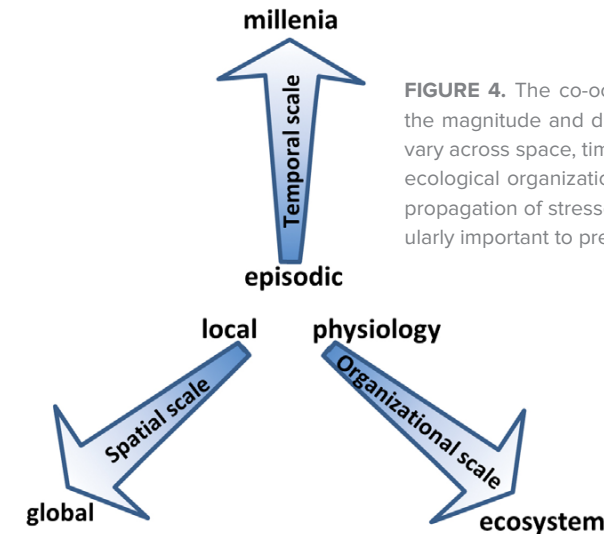 millenia
Temporal scale
episodic
local
physiology
Spatial scale
Organizational scale
global
ecosystem
FIGURE 4. The co-oc
the magnitude and d
vary across space, tim
ecological organizatio
propagation of stress
ularly important to pre